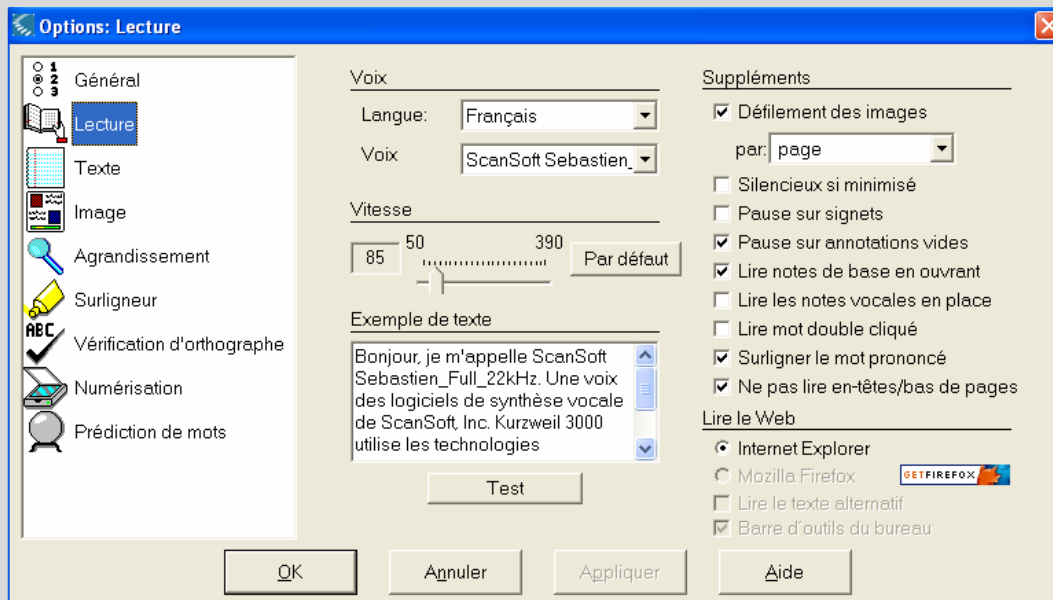 Options: Lecture
1
2
3
Général
Lecture
Texte
Image
Agrandissement
Surligneur
ABC
Vérification d'orthographe
Numérisation
Prédiction de mots
Voix
Langue: Français
Voix ScanSoft Sebastien_
Vitesse
50 390
85 Par défaut
Exemple de texte
Bonjour, je m'appelle ScanSoft
Sebastien_Full_22kHz. Une voix
des logiciels de synthèse vocale
de ScanSoft, Inc. Kurzweil 3000
utilise les technologies
Test
Suppléments
Défilement des images
par: page
Silencieux si minimisé
Pause sur signets
Pause sur annotations vides
Lire notes de base en ouvrant
Lire les notes vocales en place
Lire mot double cliqué
Surligner le mot prononcé
Ne pas lire en-têtes/bas de pages
Lire le Web
Internet Explorer
Mozilla Firefox GETFIREFOX
Lire le texte alternatif
Barre d'outils du bureau
OK Annuler Appliquer Aide